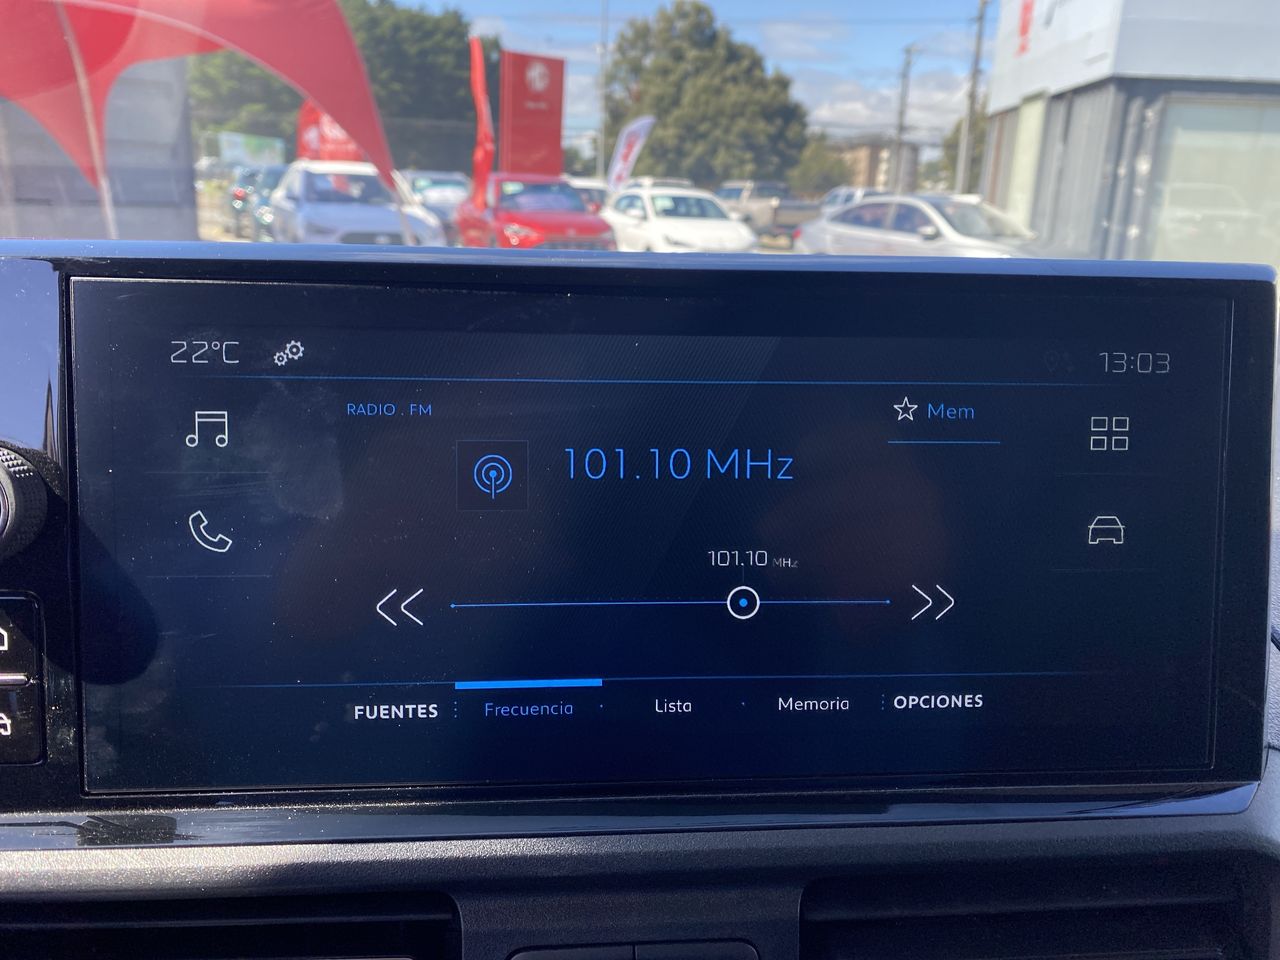 22°C
13:03
RADIO . FM
Mem
101.10 MHz
101.10 MHz
FUENTES
Frecuencia
Lista
Memoria
OPCIONES